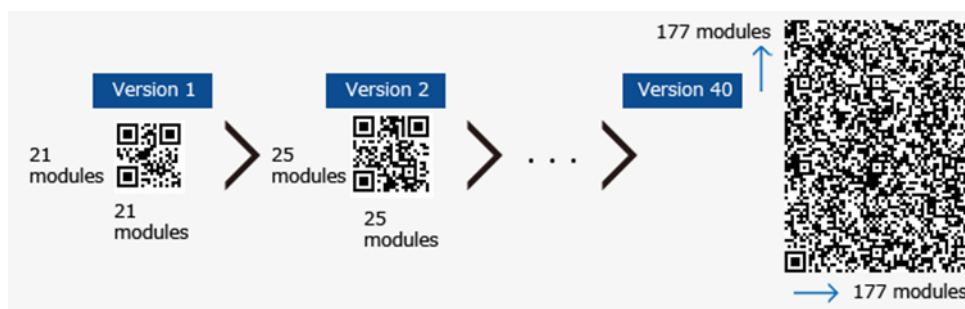 177 modules
Version 1
Version 2
Version 40
21
modules
25
modules
. . .
21
modules
25
modules
177 modules